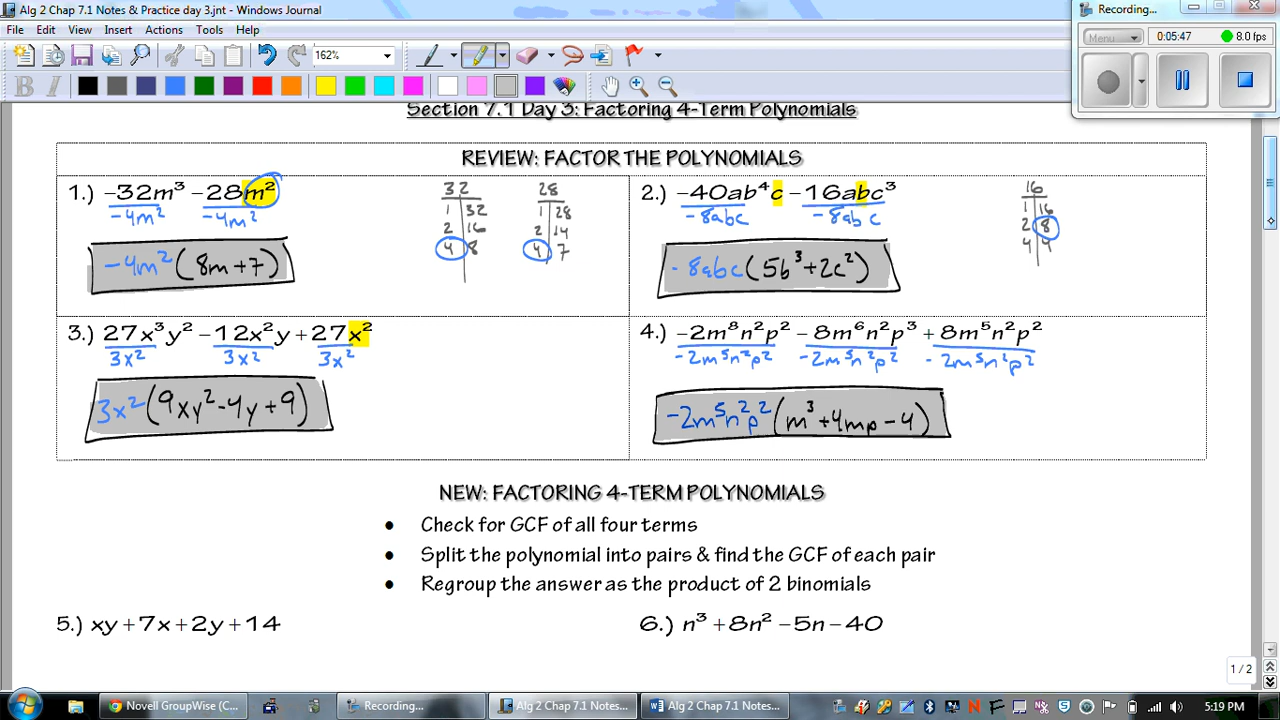 Alg 2 Chap 7.1 Notes & Practice day 3.jnt - Windows Journal
File Edit View Insert Actions Tools Help
162%
B I
Recording...
Menu
0:05:47
8.0 fps
Section 7.1 Day 3: Factoring 4-Term Polynomials
REVIEW: FACTOR THE POLYNOMIALS
1.) -32m³ -28m²
-4m² -4m²
-4m² (8m+7)
32
1 32
2 16
4 8
28
1 28
2 14
4 7
2.) -40ab⁴c -16abc³
-8abc -8abc
-8abc(5b³+2c²)
16
1 16
2 8
4 4
3.) 27x³y² -12x²y +27x²
3x² 3x² 3x²
3x² (9xy²-4y+9)
4.) -2m⁸n²p² -8m⁶n²p³ +8m⁵n²p²
-2m⁵n²p² -2m⁵n²p² -2m⁵n²p²
-2m⁵n²p² (m³+4mp-4)
NEW: FACTORING 4-TERM POLYNOMIALS
• Check for GCF of all four terms
• Split the polynomial into pairs & find the GCF of each pair
• Regroup the answer as the product of 2 binomials
5.) xy+7x+2y+14
6.) n³+8n²-5n-40
1 / 2
Novell GroupWise (C...
Recording...
Alg 2 Chap 7.1 Notes...
Alg 2 Chap 7.1 Notes...
5:19 PM